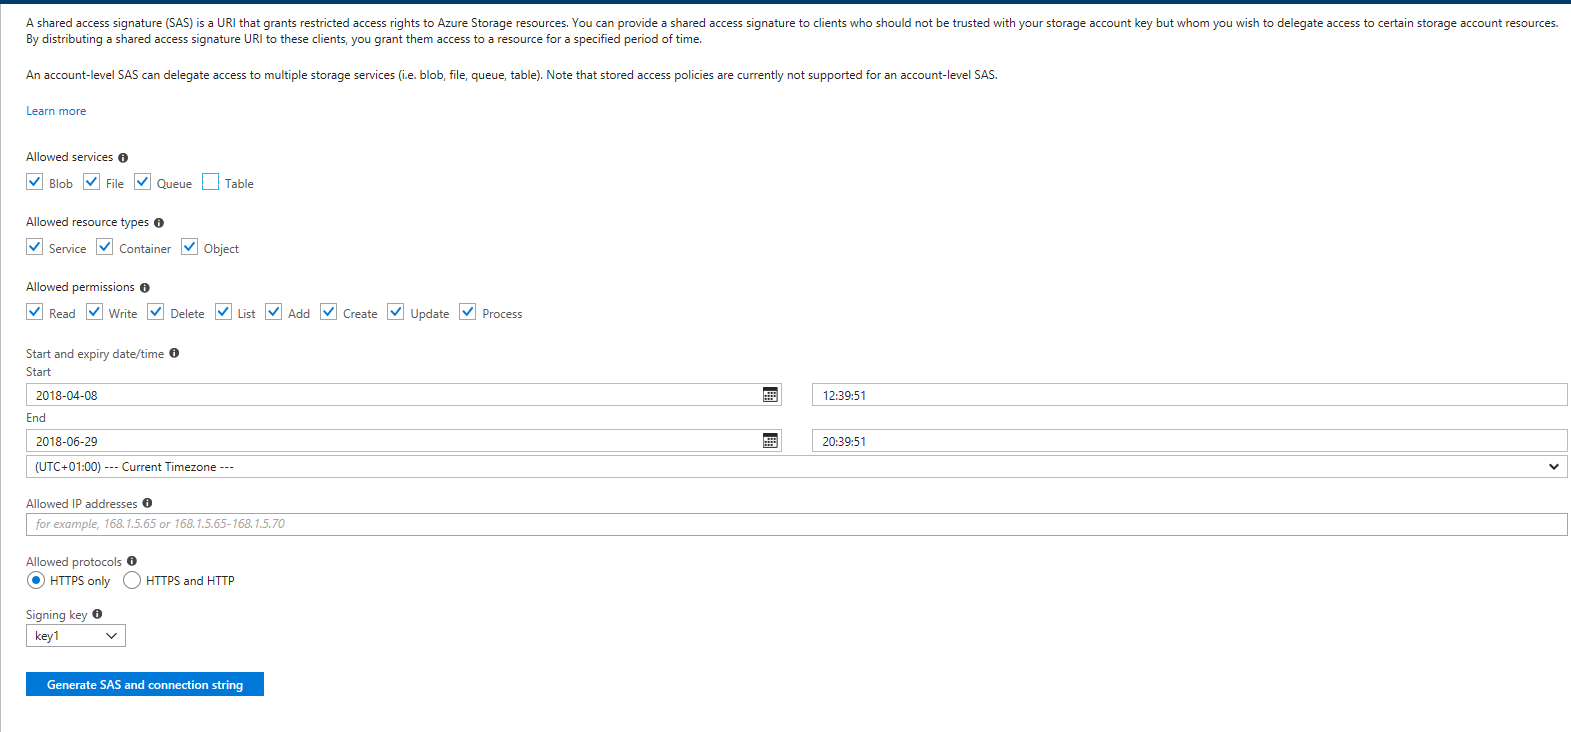 A shared access signature (SAS) is a URI that grants restricted access rights to Azure Storage resources. You can provide a shared access signature to clients who should not be trusted with your storage account key but whom you wish to delegate access to certain storage account resources.
By distributing a shared access signature URI to these clients, you grant them access to a resource for a specified period of time.
An account-level SAS can delegate access to multiple storage services (i.e. blob, file, queue, table). Note that stored access policies are currently not supported for an account-level SAS.
Learn more
Allowed services
Blob File Queue Table
Allowed resource types
Service Container Object
Allowed permissions
Read Write Delete List Add Create Update Process
Start and expiry date/time
Start
2018-04-08 12:39:51
End
2018-06-29 20:39:51
(UTC+01:00) --- Current Timezone ---
Allowed IP addresses
for example, 168.1.5.65 or 168.1.5.65-168.1.5.70
Allowed protocols
HTTPS only HTTPS and HTTP
Signing key
key1
Generate SAS and connection string